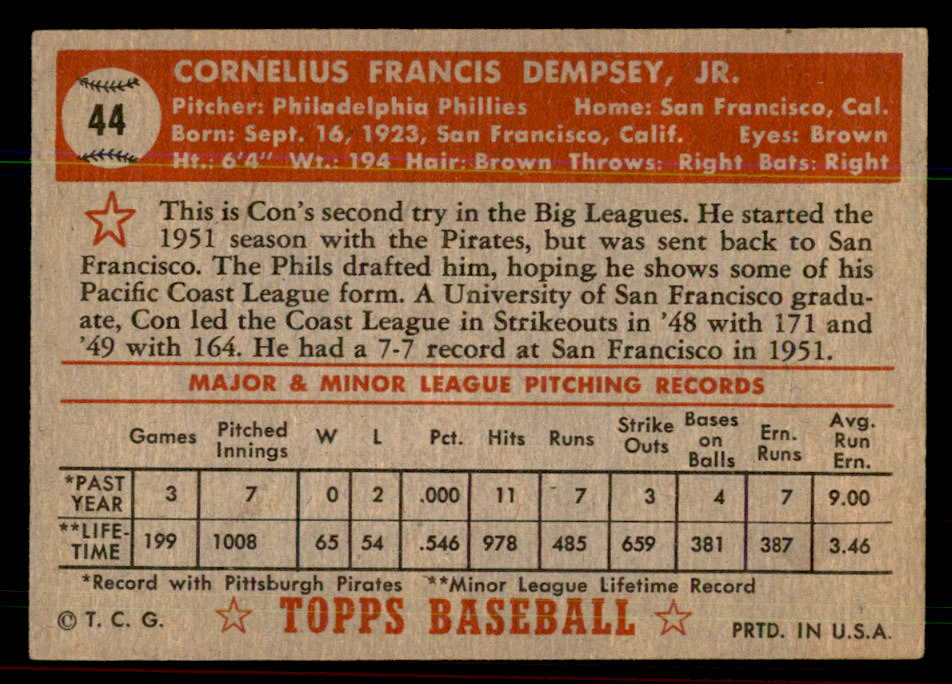 44
CORNELIUS FRANCIS DEMPSEY, JR.
Pitcher: Philadelphia Phillies Home: San Francisco, Cal.
Born: Sept. 16, 1923, San Francisco, Calif. Eyes: Brown
Ht.: 6'4" Wt.: 194 Hair: Brown Throws: Right Bats: Right
This is Con's second try in the Big Leagues. He started the
1951 season with the Pirates, but was sent back to San
Francisco. The Phils drafted him, hoping he shows some of his
Pacific Coast League form. A University of San Francisco gradu-
ate, Con led the Coast League in Strikeouts in '48 with 171 and
'49 with 164. He had a 7-7 record at San Francisco in 1951.
MAJOR & MINOR LEAGUE PITCHING RECORDS
Games Pitched Innings W L Pct. Hits Runs Strike Outs Bases on Balls Ern. Runs Avg. Run Ern.
*PAST YEAR 3 7 0 2 .000 11 7 3 4 7 9.00
**LIFE-TIME 199 1008 65 54 .546 978 485 659 381 387 3.46
*Record with Pittsburgh Pirates **Minor League Lifetime Record
© T. C. G. TOPPS BASEBALL PRTD. IN U.S.A.